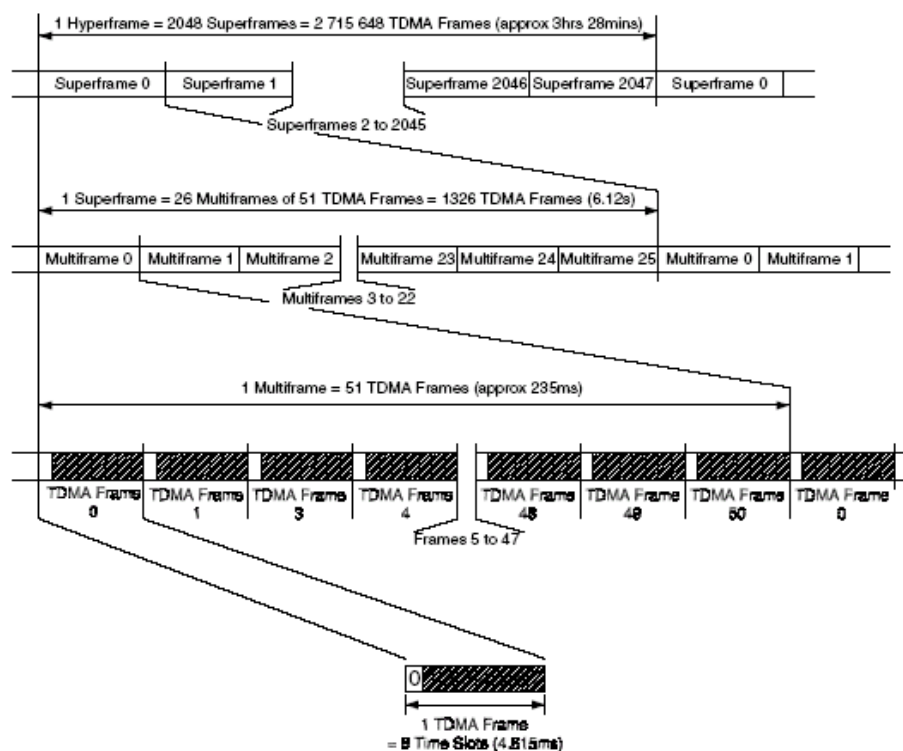 1 Hyperframe = 2048 Superframes = 2 715 648 TDMA Frames (approx 3hrs 28mins)
Superframe 0 Superframe 1 Superframe 2046 Superframe 2047 Superframe 0
Superframes 2 to 2045
1 Superframe = 26 Multiframes of 51 TDMA Frames = 1326 TDMA Frames (6.12s)
Multiframe 0 Multiframe 1 Multiframe 2 Multiframe 23 Multiframe 24 Multiframe 25 Multiframe 0 Multiframe 1
Multiframes 3 to 22
1 Multiframe = 51 TDMA Frames (approx 235ms)
TDMA Frame TDMA Frame TDMA Frame TDMA Frame TDMA Frame TDMA Frame TDMA Frame TDMA Frame
0 1 3 4 48 49 50 0
Frames 5 to 47
0
1 TDMA Frame
= 8 Time Slots (4.615ms)